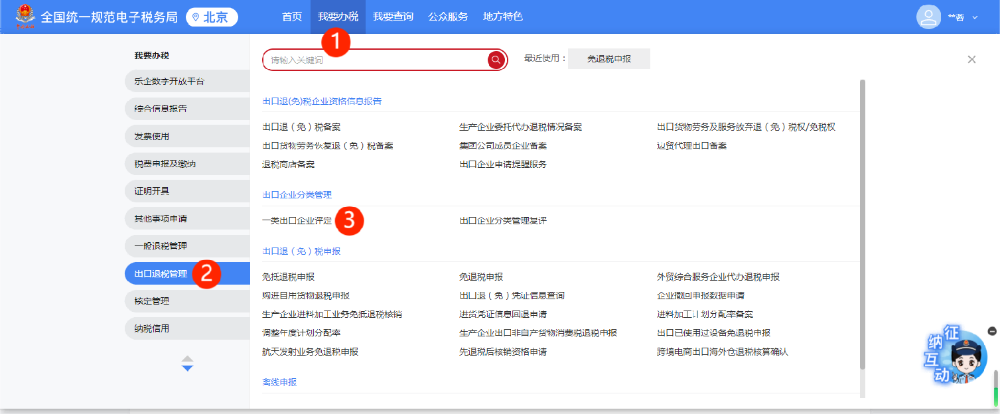 全国统一规范电子税务局 北京 首页 我要办税 我要查询 公众服务 地方特色 **蓉
1
我要办税
请输入关键词 最近使用： 免退税申报
乐企数字开放平台
综合信息报告
发票使用
税费申报及缴纳
证明开具
其他事项申请
一般退税管理
出口退税管理 2
核定管理
纳税信用
出口退(免)税企业资格信息报告
出口退（免）税备案 生产企业委托代办退税情况备案 出口货物劳务及服务放弃退（免）税权/免税权
出口货物劳务恢复退（免）税备案 集团公司成员企业备案 边贸代理出口备案
退税商店备案 出口企业申请提醒服务
出口企业分类管理
一类出口企业评定 3 出口企业分类管理复评
出口退（免）税申报
免抵退税申报 免退税申报 外贸综合服务企业代办退税申报
购进自用货物退税申报 出口退（免）凭证信息查询 企业撤回申报数据申请
生产企业进料加工业务免抵退税核销 进货凭证信息回退申请 进料加工计划分配率备案
调整年度计划分配率 生产企业出口非自产货物消费税退税申报 出口已使用过设备免退税申报
航天发射业务免退税申报 先退税后核销资格申请 跨境电商出口海外仓退税核算确认
离线申报
征纳互动